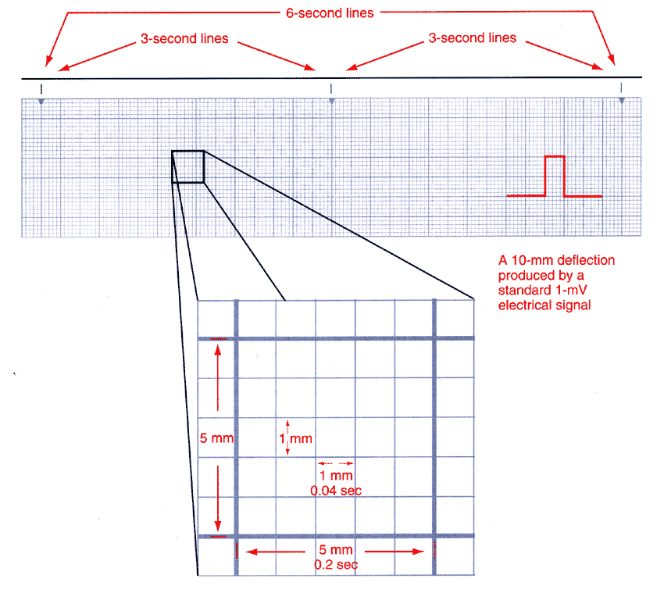 6-second lines
3-second lines
3-second lines
A 10-mm deflection
produced by a
standard 1-mV
electrical signal
5 mm
1 mm
1 mm
0.04 sec
5 mm
0.2 sec